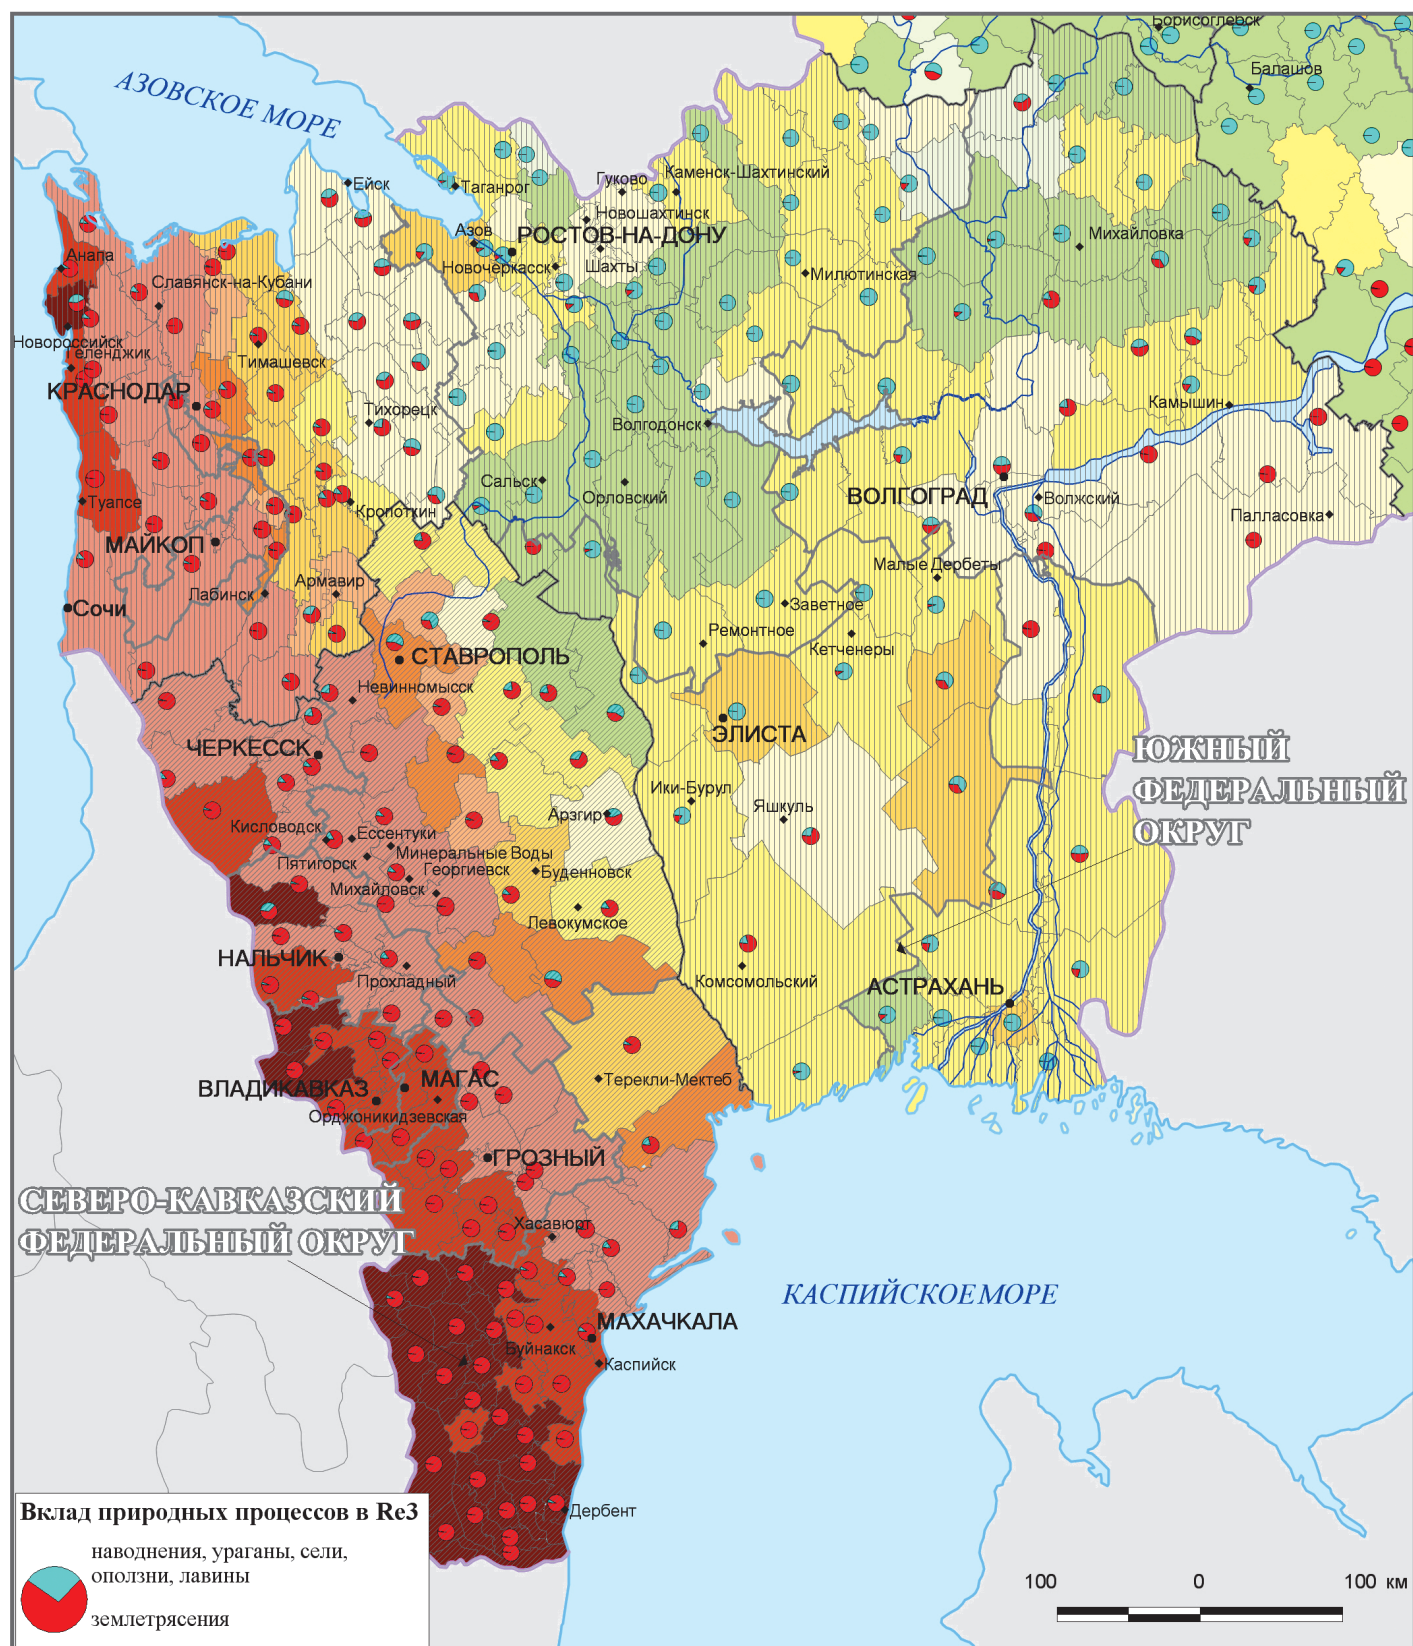 Борисоглебск
Балашов
АЗОВСКОЕ МОРЕ
Ейск
Таганрог
Гуково
Каменск-Шахтинский
Новошахтинск
Азов
РОСТОВ-НА-ДОНУ
Новочеркасск
Шахты
Милютинская
Михайловка
Анапа
Славянск-на-Кубани
Новороссийск
Геленджик
Тимашевск
КРАСНОДАР
Тихорецк
Волгодонск
Камышин
Сальск
Орловский
ВОЛГОГРАД
Волжский
Палласовка
Туапсе
Кропоткин
МАЙКОП
Малые Дербеты
Лабинск
Армавир
Сочи
Заветное
Ремонтное
Кетченеры
СТАВРОПОЛЬ
Невинномысск
ЭЛИСТА
ЧЕРКЕССК
ЮЖНЫЙ
ФЕДЕРАЛЬНЫЙ
ОКРУГ
Ики-Бурул
Яшкуль
Арзгир
Кисловодск
Ессентуки
Минеральные Воды
Пятигорск
Георгиевск
Буденновск
Михайловск
Левокумское
НАЛЬЧИК
Прохладный
Комсомольский
АСТРАХАНЬ
ВЛАДИКАВКАЗ
МАГАС
Терекли-Мектеб
Орджоникидзевская
ГРОЗНЫЙ
СЕВЕРО-КАВКАЗСКИЙ
ФЕДЕРАЛЬНЫЙ ОКРУГ
Хасавюрт
КАСПИЙСКОЕ МОРЕ
МАХАЧКАЛА
Буйнакск
Каспийск
Дербент
Вклад природных процессов в Re3
наводнения, ураганы, сели,
оползни, лавины
землетрясения
100 0 100 км